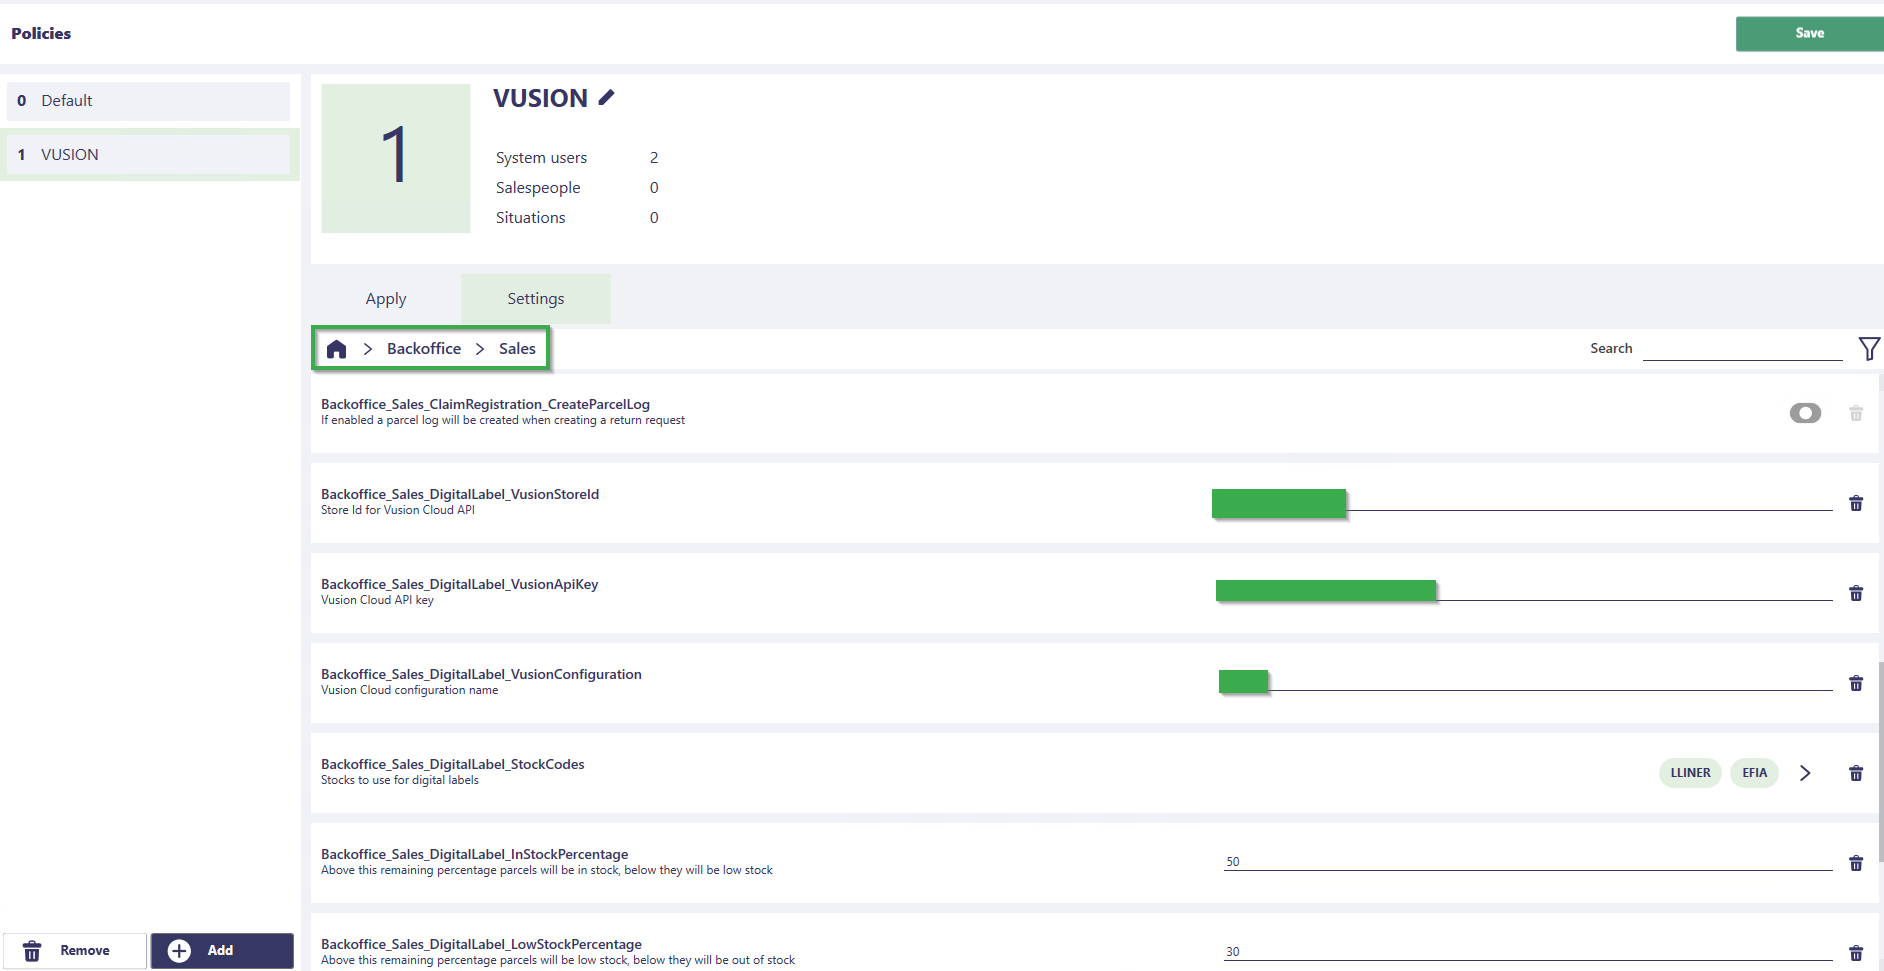 Policies
Save
0 Default
1 VUSION
1
VUSION
System users 2
Salespeople 0
Situations 0
Apply Settings
Backoffice > Sales
Search
Backoffice_Sales_ClaimRegistration_CreateParcelLog
If enabled a parcel log will be created when creating a return request
Backoffice_Sales_DigitalLabel_VusionStoreId
Store Id for Vusion Cloud API
Backoffice_Sales_DigitalLabel_VusionApiKey
Vusion Cloud API key
Backoffice_Sales_DigitalLabel_VusionConfiguration
Vusion Cloud configuration name
Backoffice_Sales_DigitalLabel_StockCodes
Stocks to use for digital labels
LLINER EFIA
Backoffice_Sales_DigitalLabel_InStockPercentage
Above this remaining percentage parcels will be in stock, below they will be low stock
50
Backoffice_Sales_DigitalLabel_LowStockPercentage
Above this remaining percentage parcels will be low stock, below they will be out of stock
30
Remove
Add